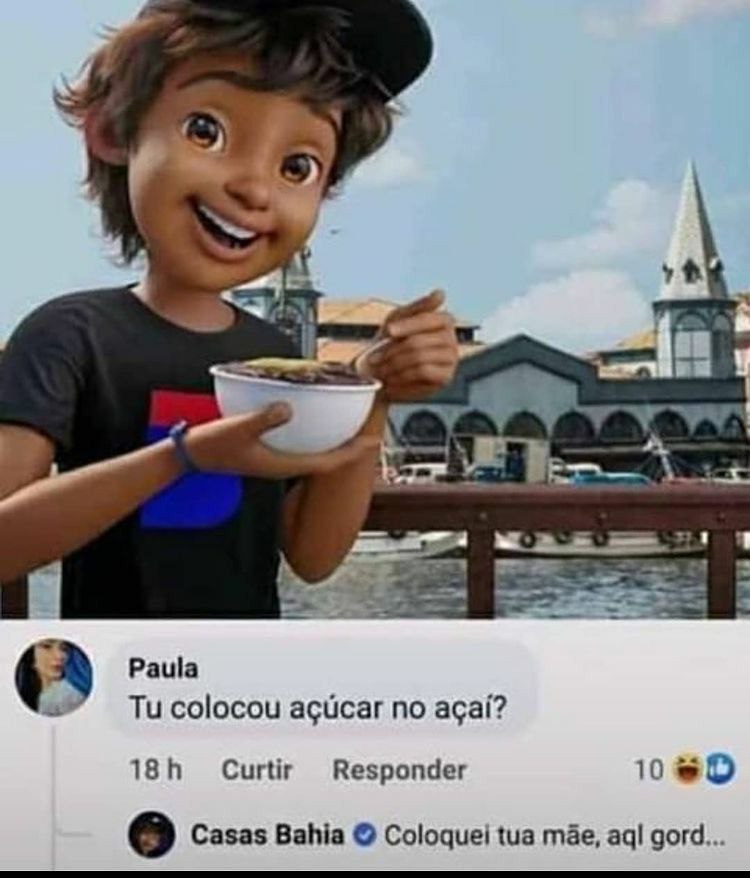 Paula
Tu colocou açúcar no açaí?
18 h Curtir Responder 10
Casas Bahia Coloquei tua mãe, aql gord...